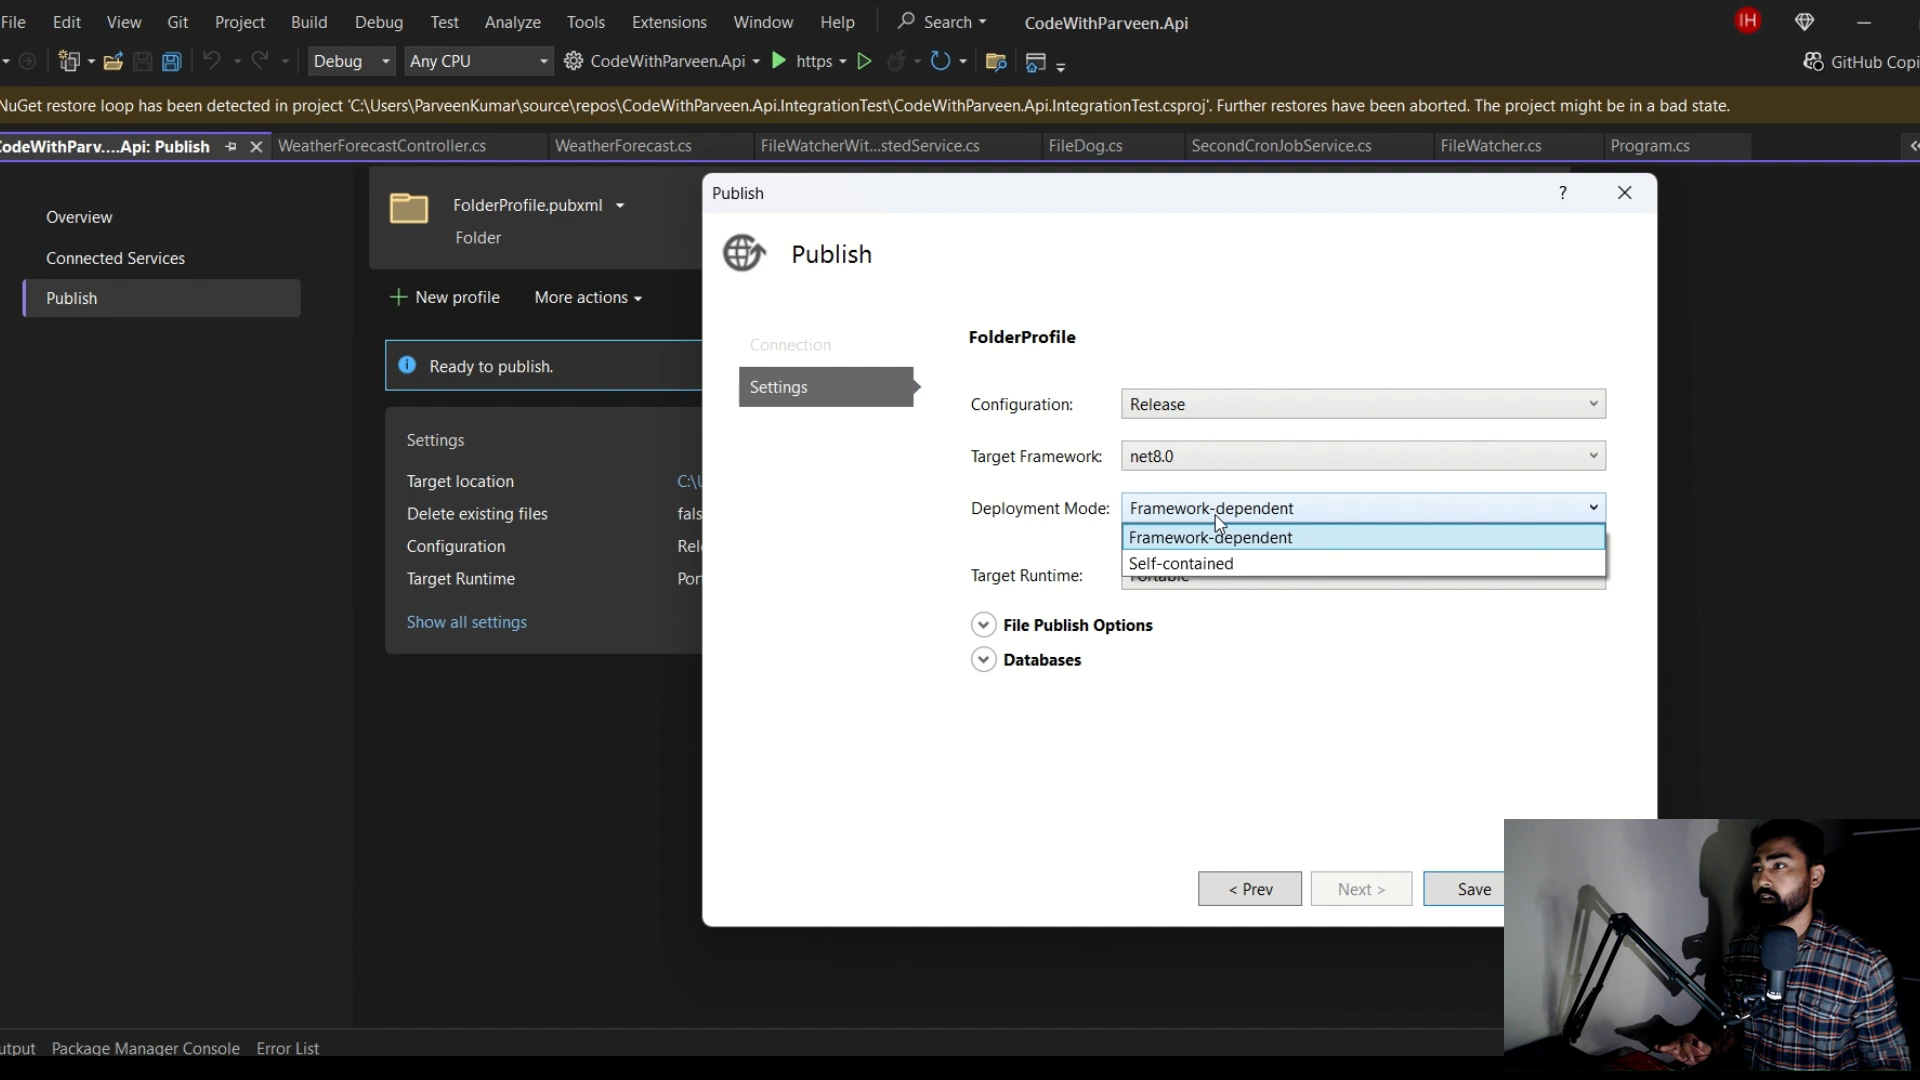 File Edit View Git Project Build Debug Test Analyze Tools Extensions Window Help Search CodeWithParveen.Api IH
Debug Any CPU CodeWithParveen.Api https GitHub Copi
NuGet restore loop has been detected in project 'C:\Users\ParveenKumar\source\repos\CodeWithParveen.Api.IntegrationTest\CodeWithParveen.Api.IntegrationTest.csproj'. Further restores have been aborted. The project might be in a bad state.
CodeWithParv....Api: Publish WeatherForecastController.cs WeatherForecast.cs FileWatcherWit...stedService.cs FileDog.cs SecondCronJobService.cs FileWatcher.cs Program.cs
Overview
Connected Services
Publish
FolderProfile.pubxml
Folder
New profile More actions
Ready to publish.
Settings
Target location C:\U
Delete existing files fals
Configuration Rel
Target Runtime Por
Show all settings
Publish ?
Publish
Connection
Settings
FolderProfile
Configuration: Release
Target Framework: net8.0
Deployment Mode: Framework-dependent
Framework-dependent
Self-contained
Target Runtime: Portable
File Publish Options
Databases
< Prev Next > Save
utput Package Manager Console Error List